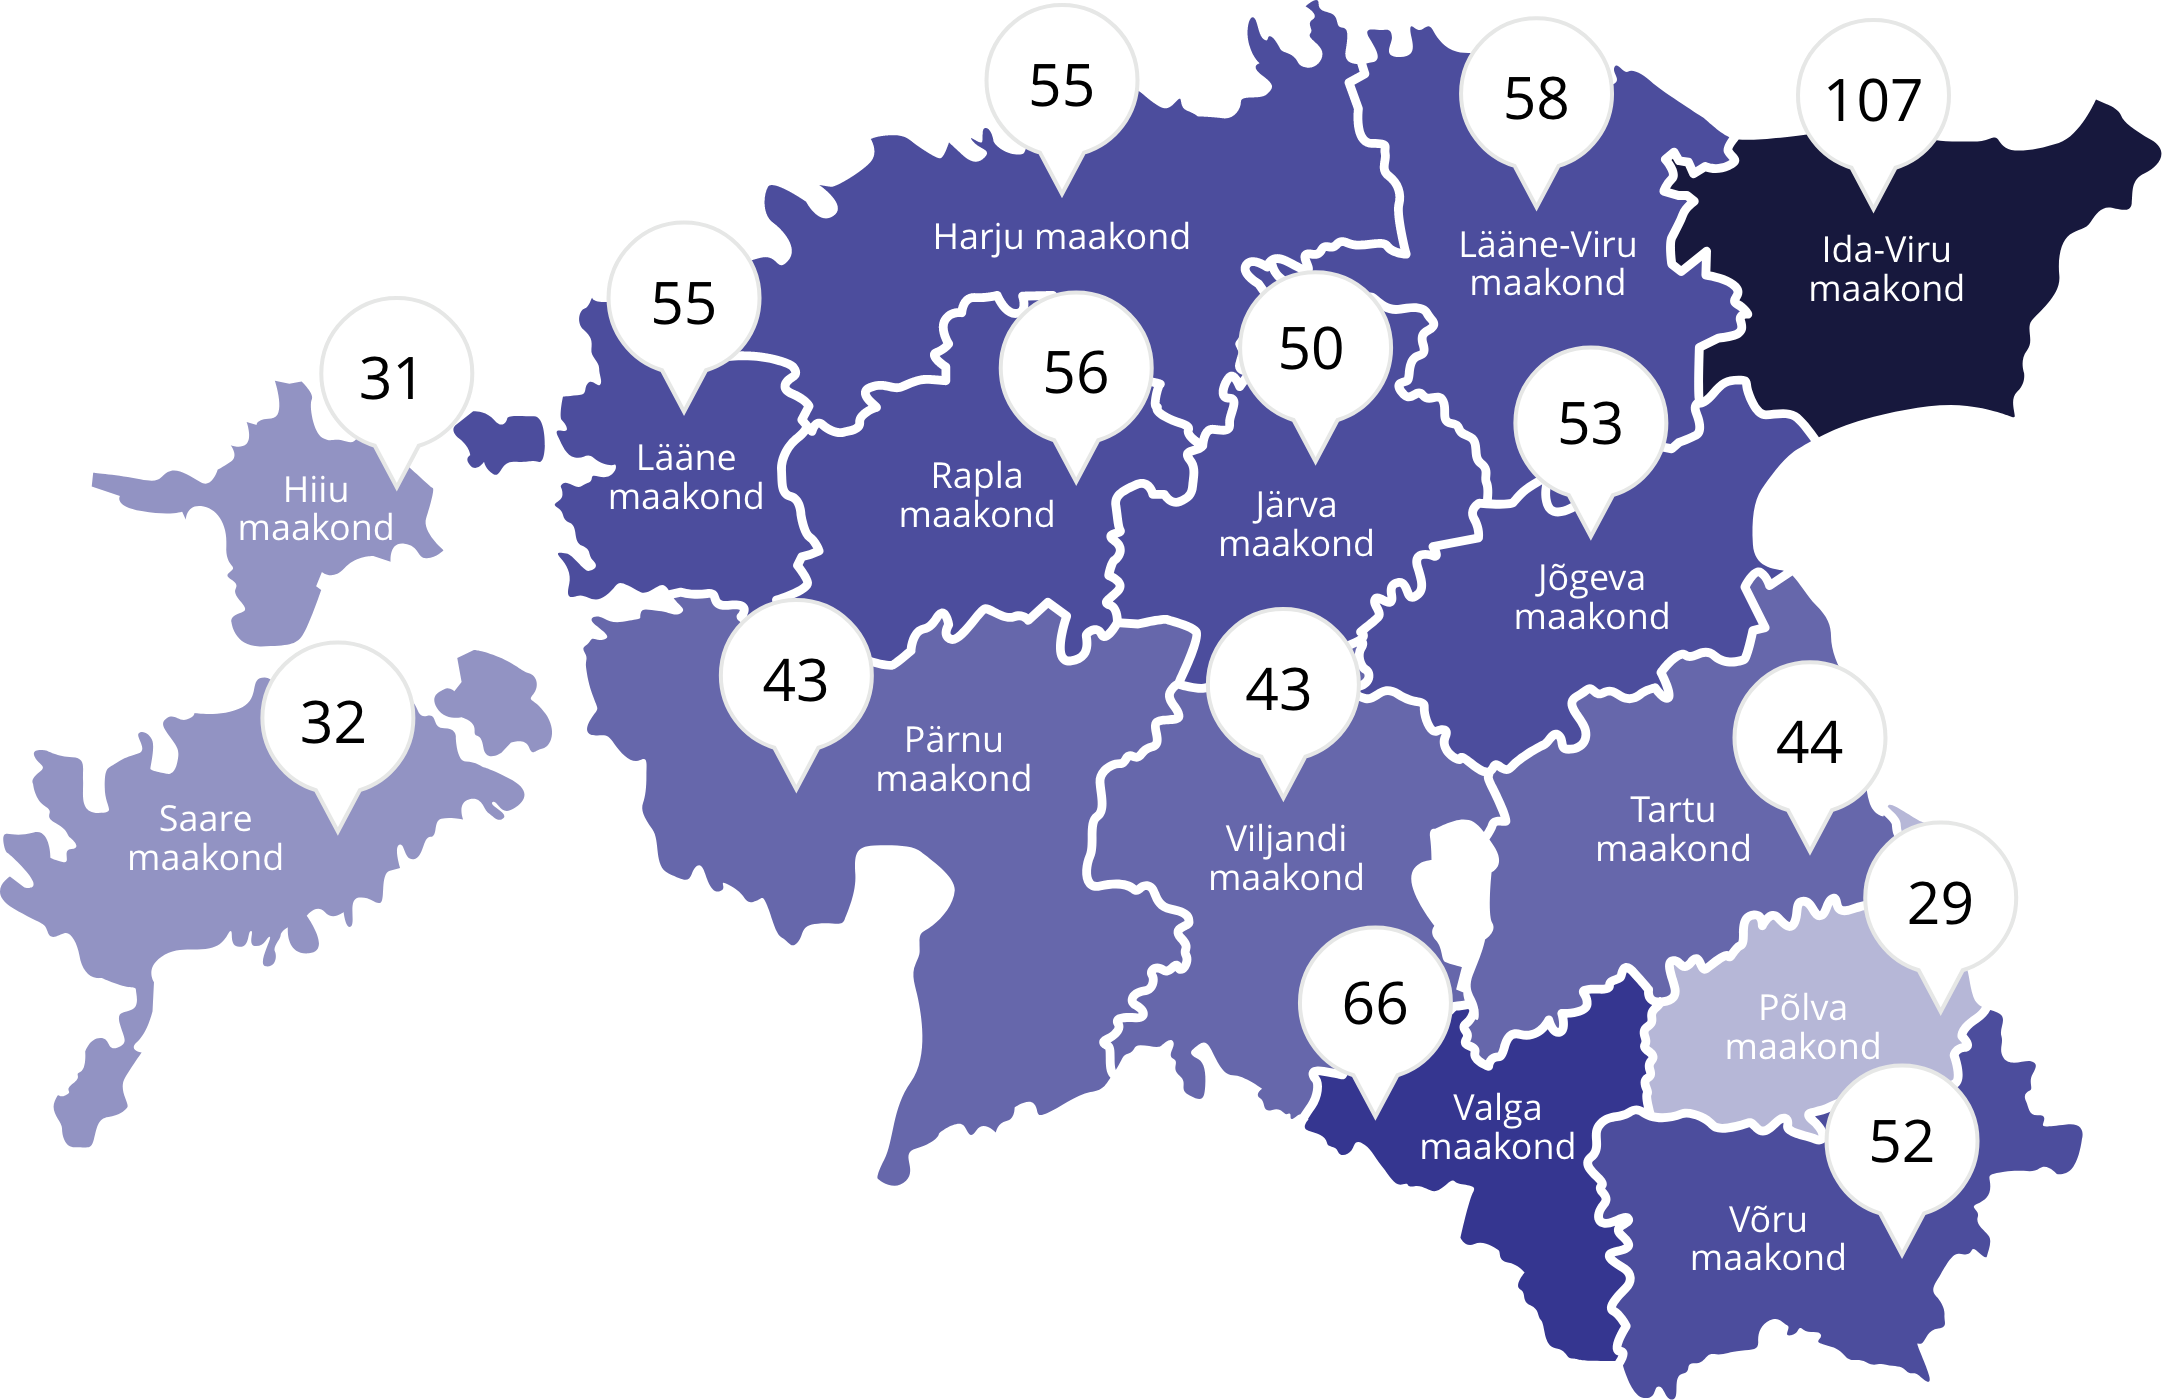 55
58
107
Harju maakond
Lääne-Viru
maakond
Ida-Viru
maakond
55
31
56
50
53
Lääne
maakond
Hiiu
maakond
Rapla
maakond
Järva
maakond
Jõgeva
maakond
32
43
43
44
Pärnu
maakond
Saare
maakond
Viljandi
maakond
Tartu
maakond
29
66
Põlva
maakond
Valga
maakond
52
Võru
maakond